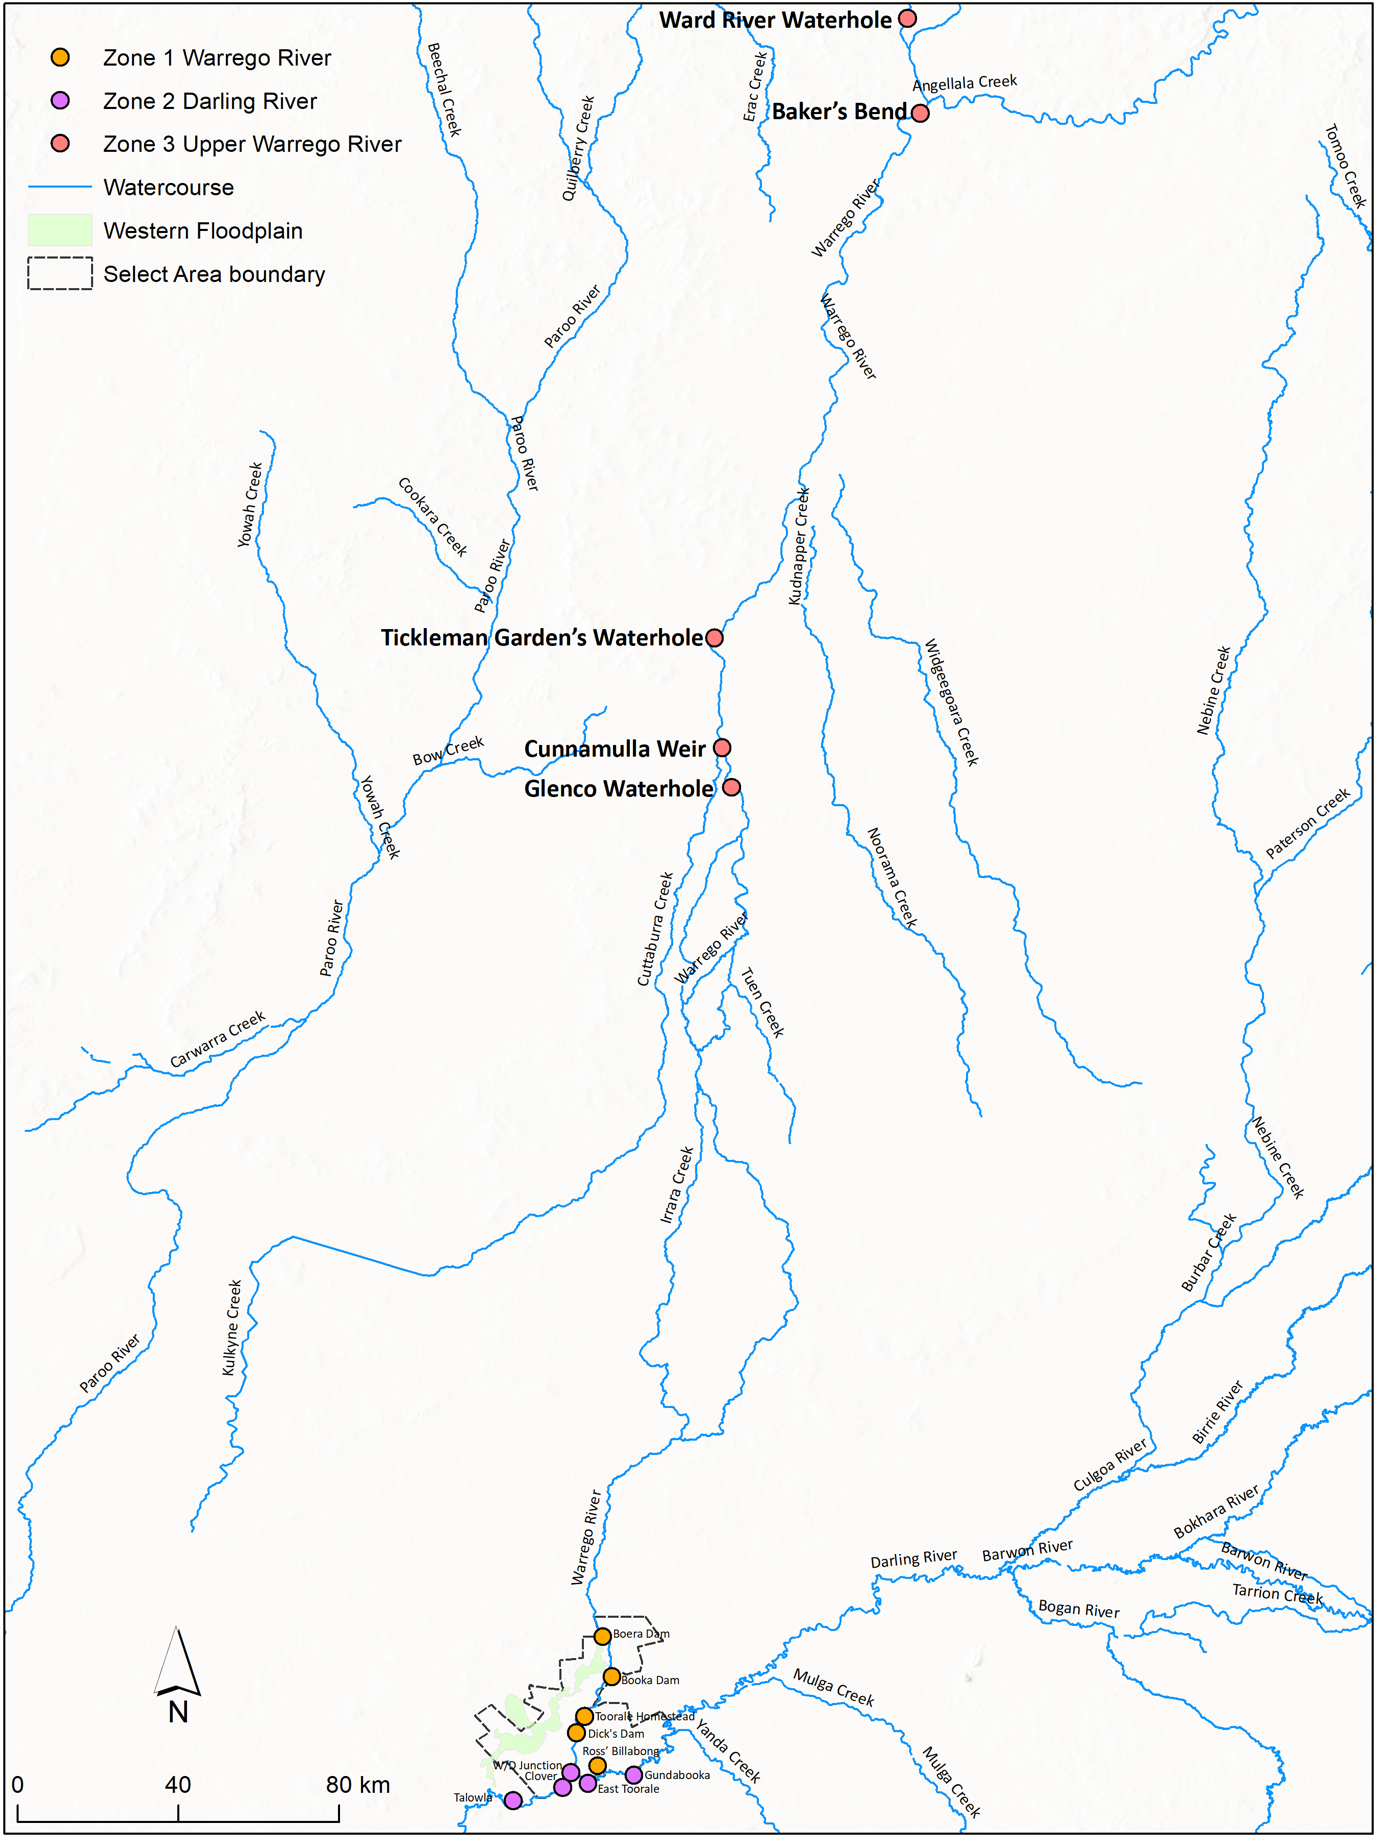 Ward River Waterhole
Zone 1 Warrego River
Zone 2 Darling River
Zone 3 Upper Warrego River
Watercourse
Western Floodplain
Select Area boundary
Beechal Creek
Quilberry Creek
Erac Creek
Angellala Creek
Baker's Bend
Tomoo Creek
Warrego River
Paroo River
Warrego River
Paroo River
Yowah Creek
Cookara Creek
Kudnapper Creek
Paroo River
Tickleman Garden's Waterhole
Widgeegoara Creek
Nebine Creek
Bow Creek
Cunnamulla Weir
Glenco Waterhole
Yowah Creek
Paterson Creek
Noorama Creek
Cuttaburra Creek
Paroo River
Warrego River
Tuen Creek
Carwarra Creek
Nebine Creek
Irrara Creek
Burbar Creek
Kulkyne Creek
Paroo River
Birrie River
Culgoa River
Bokhara River
Warrego River
Darling River
Barwon River
Barwon River
Tarrion Creek
Bogan River
Boera Dam
Booka Dam
Mulga Creek
Toorale Homestead
Dick's Dam
Yanda Creek
Ross' Billabong
W/D Junction
Clover
Gundabooka
East Toorale
Talowla
Mulga Creek
N
0 40 80 km